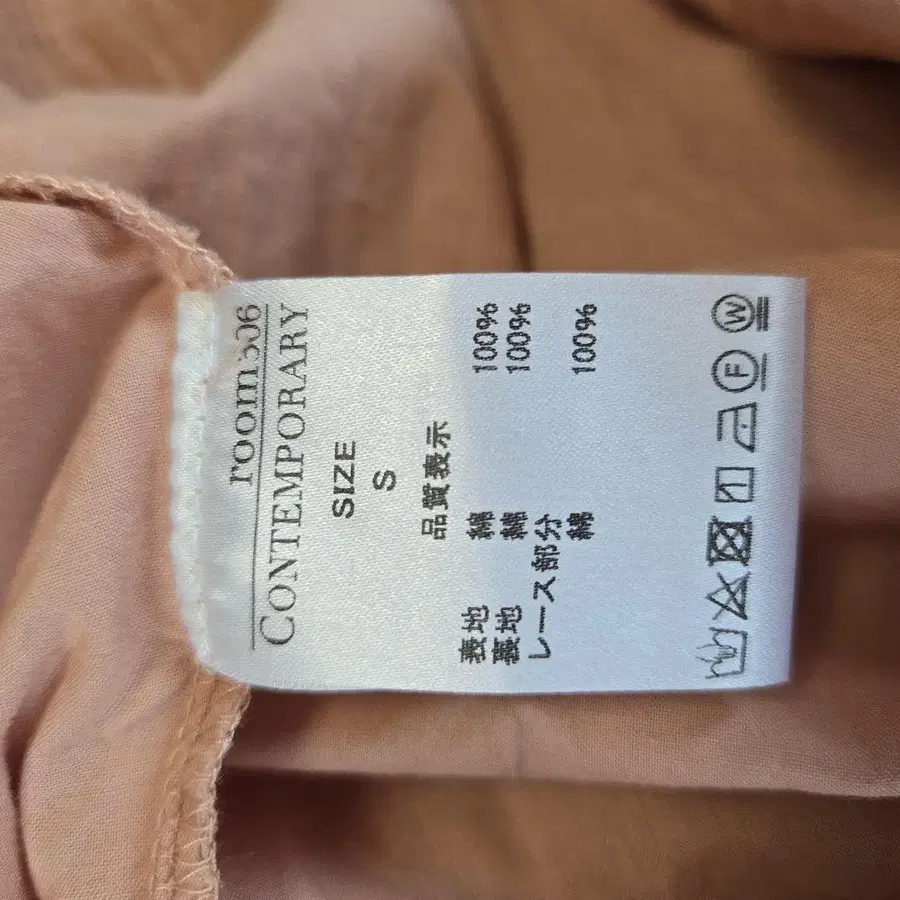 room306
CONTEMPORARY
SIZE
S
品質表示
表地 綿 100%
裏地 綿 100%
レース部分
綿 100%
W
F